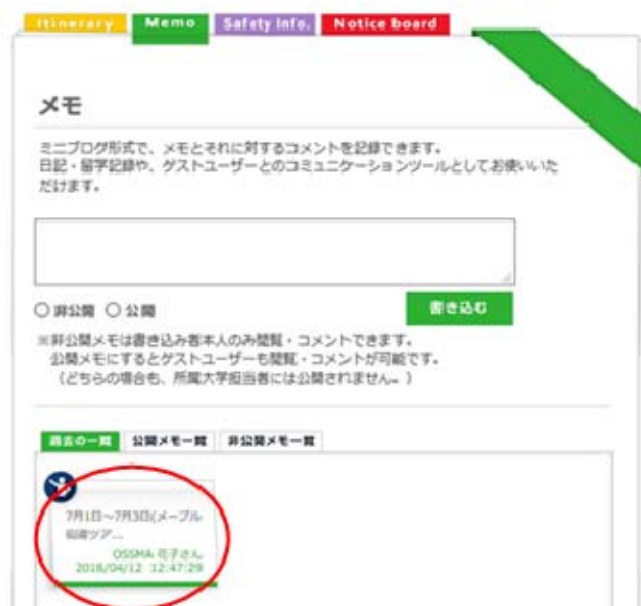 Itinerary Memo Safety Info. Notice board
メモ
ミニブログ形式で、メモとそれに対するコメントを記録できます。
日記・留学記録や、ゲストユーザーとのコミュニケーションツールとしてお使いいた
だけます。
非公開 公開
書き込む
※非公開メモは書き込み者本人のみ閲覧・コメントできます。
公開メモにするとゲストユーザーも閲覧・コメントが可能です。
（どちらの場合も、所属大学担当者には公開されません。）
過去の一覧 公開メモ一覧 非公開メモ一覧
7月1日～7月3日(メープル
街道ツア...
OSSMA 花子さん
2016/04/12 12:47:29